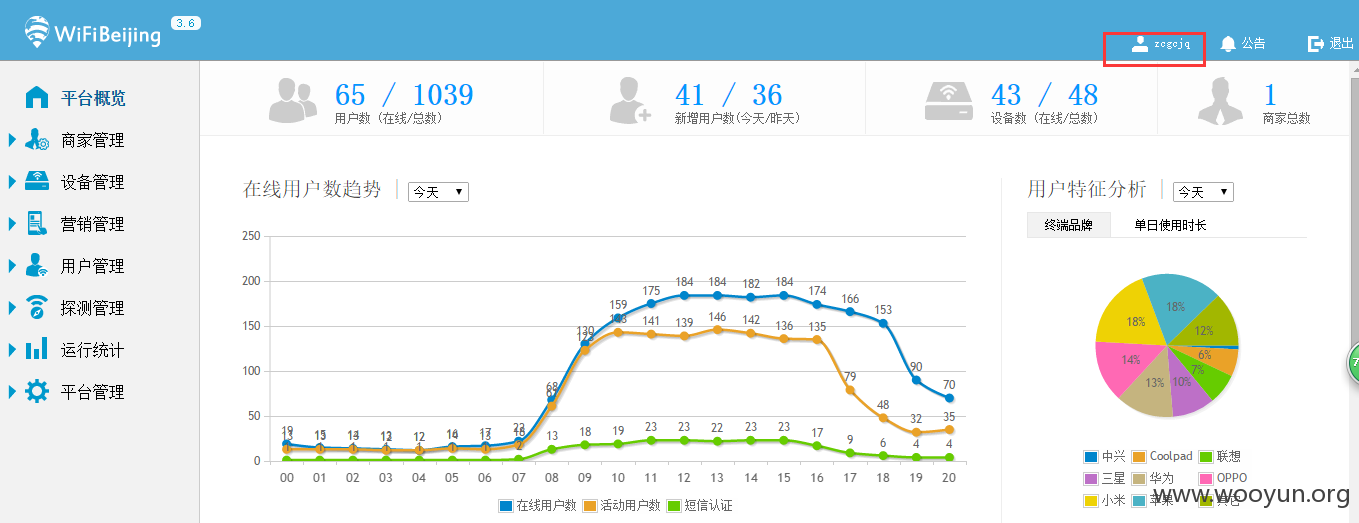 WiFiBeijing 3.6
zcgcjq 公告 退出
平台概览
商家管理
设备管理
营销管理
用户管理
探测管理
运行统计
平台管理
65 / 1039
用户数（在线/总数）
41 / 36
新增用户数(今天/昨天)
43 / 48
设备数（在线/总数）
1
商家总数
在线用户数趋势 今天
250
200
150
100
50
0
19 15 14 13 12 16 17 22 68 130 159 175 184 184 182 184 174 166 153 90 70
13 13 13 12 12 14 13 18 123 143 141 139 146 142 136 135 79 48 32 35
2 13 18 19 23 23 22 23 23 17 9 6 4 4
00 01 02 03 04 05 06 07 08 09 10 11 12 13 14 15 16 17 18 19 20
在线用户数 活动用户数 短信认证
用户特征分析 今天
终端品牌 单日使用时长
18%
12%
6%
7%
10%
13%
14%
18%
中兴 Coolpad 联想
三星 华为 OPPO
小米 苹果 其它
www.wooyun.org